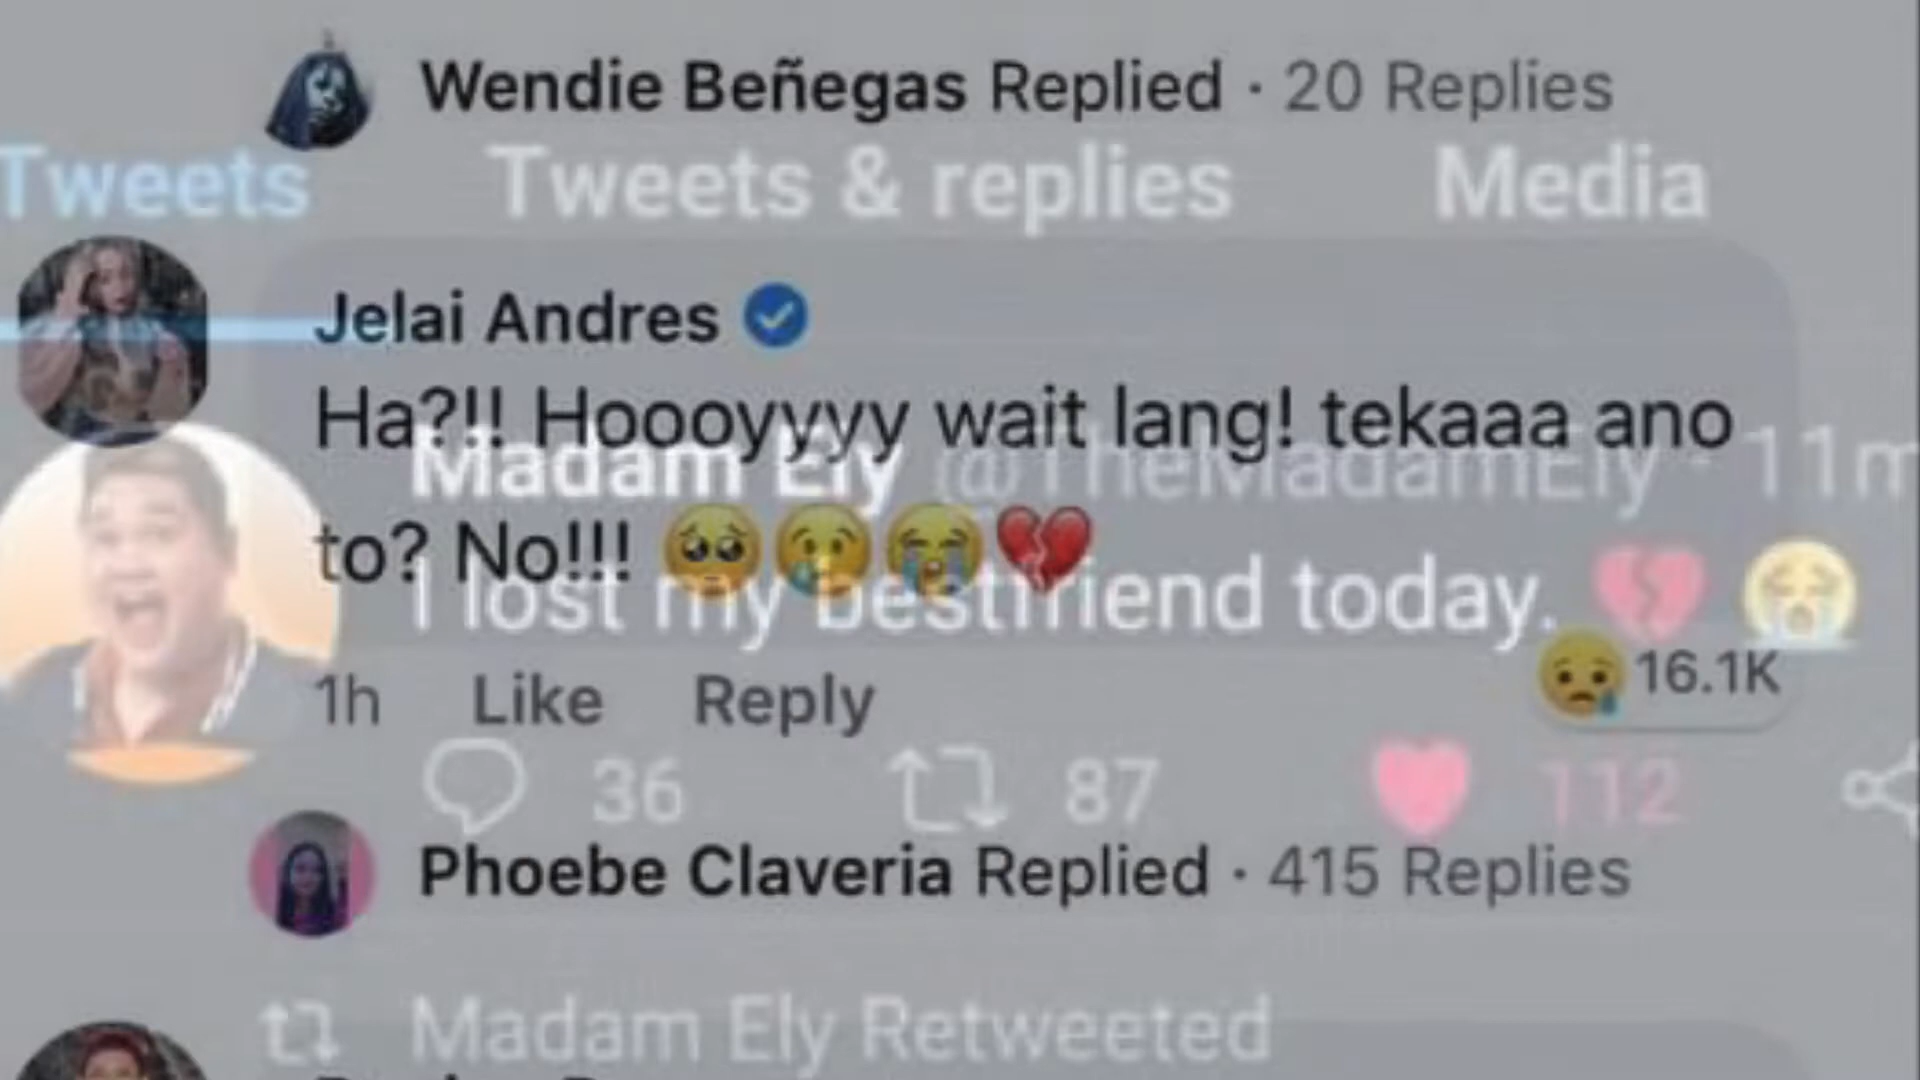 Wendie Beñegas Replied · 20 Replies
Tweets Tweets & replies Media
Jelai Andres
Ha?!! Hoooyyyy wait lang! tekaaa ano
Madam Ely @TheMadamEly · 11m
to? No!!! 🥺😢😭💔
I lost my bestfriend today. 💔 😭
1h Like Reply 😢 16.1K
36 87 112
Phoebe Claveria Replied · 415 Replies
Madam Ely Retweeted